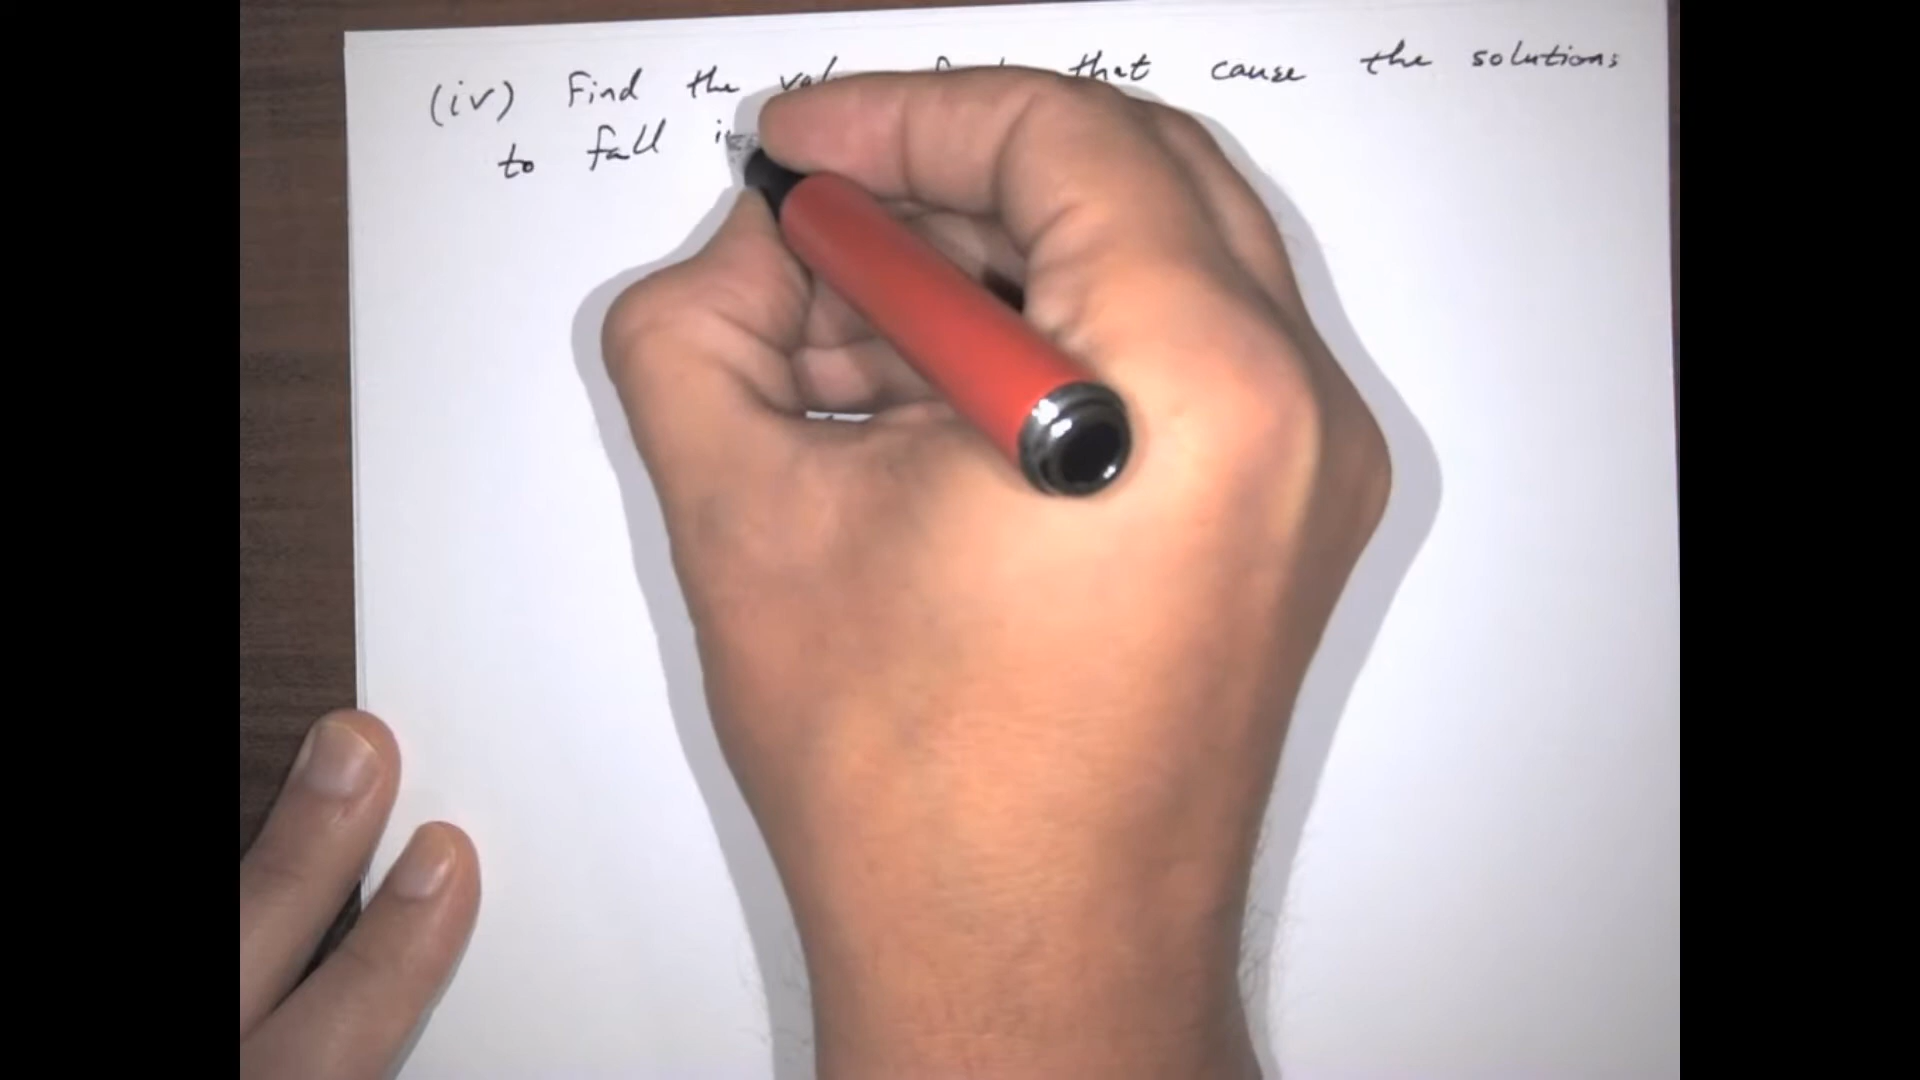 (iv) Find the that cause the solutions
to fall